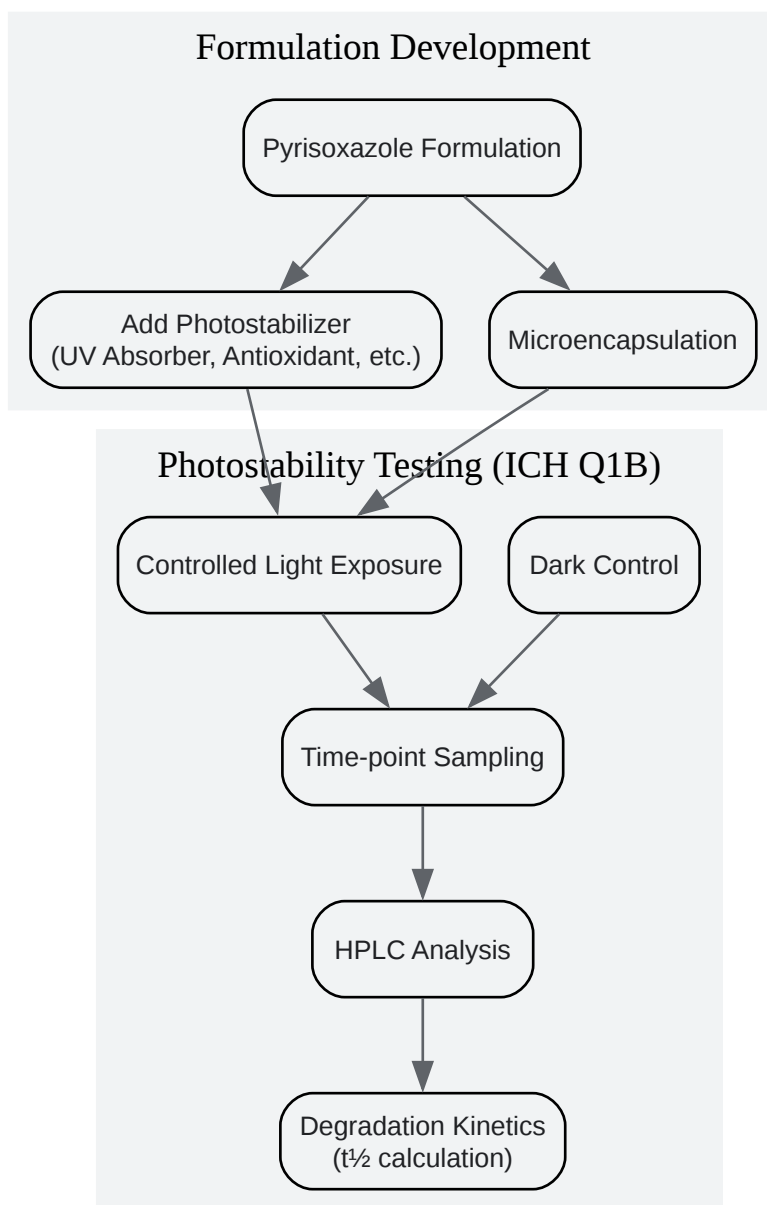 Formulation Development
Pyrisoxazole Formulation
Add Photostabilizer
(UV Absorber, Antioxidant, etc.)
Microencapsulation
Photostability Testing (ICH Q1B)
Controlled Light Exposure
Dark Control
Time-point Sampling
HPLC Analysis
Degradation Kinetics
(t½ calculation)